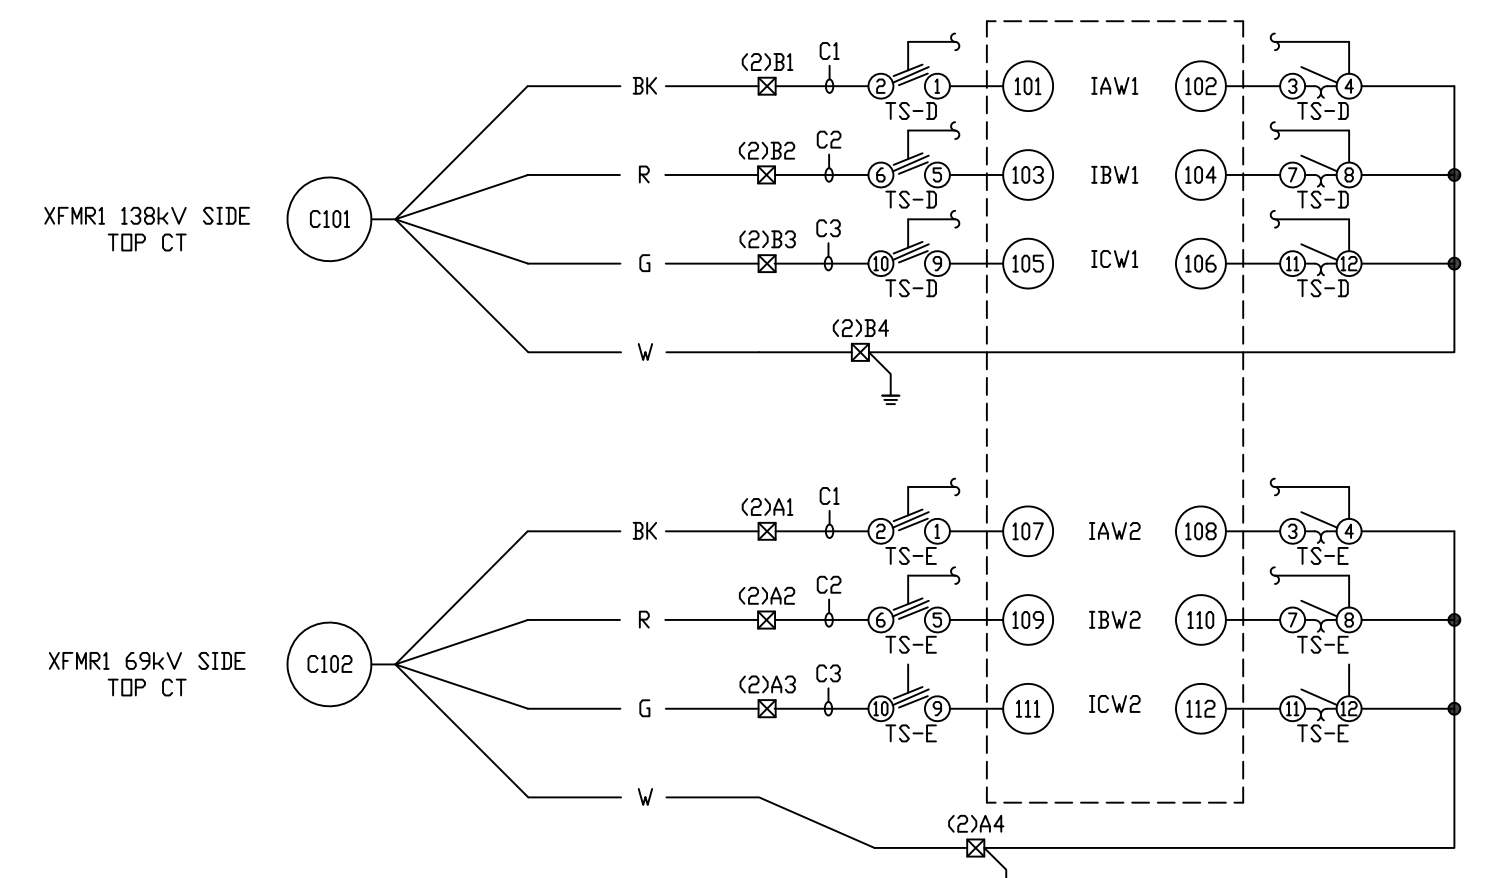 (2)B1 C1
BK 2 1 101 IAW1 102 3 4
TS-D TS-D
(2)B2 C2
R 6 5 103 IBW1 104 7 8
TS-D TS-D
XFMR1 138kV SIDE
TOP CT
C101
(2)B3 C3
G 10 9 105 ICW1 106 11 12
TS-D TS-D
(2)B4
W
(2)A1 C1
BK 2 1 107 IAW2 108 3 4
TS-E TS-E
(2)A2 C2
R 6 5 109 IBW2 110 7 8
TS-E TS-E
XFMR1 69kV SIDE
TOP CT
C102
(2)A3 C3
G 10 9 111 ICW2 112 11 12
TS-E TS-E
W
(2)A4